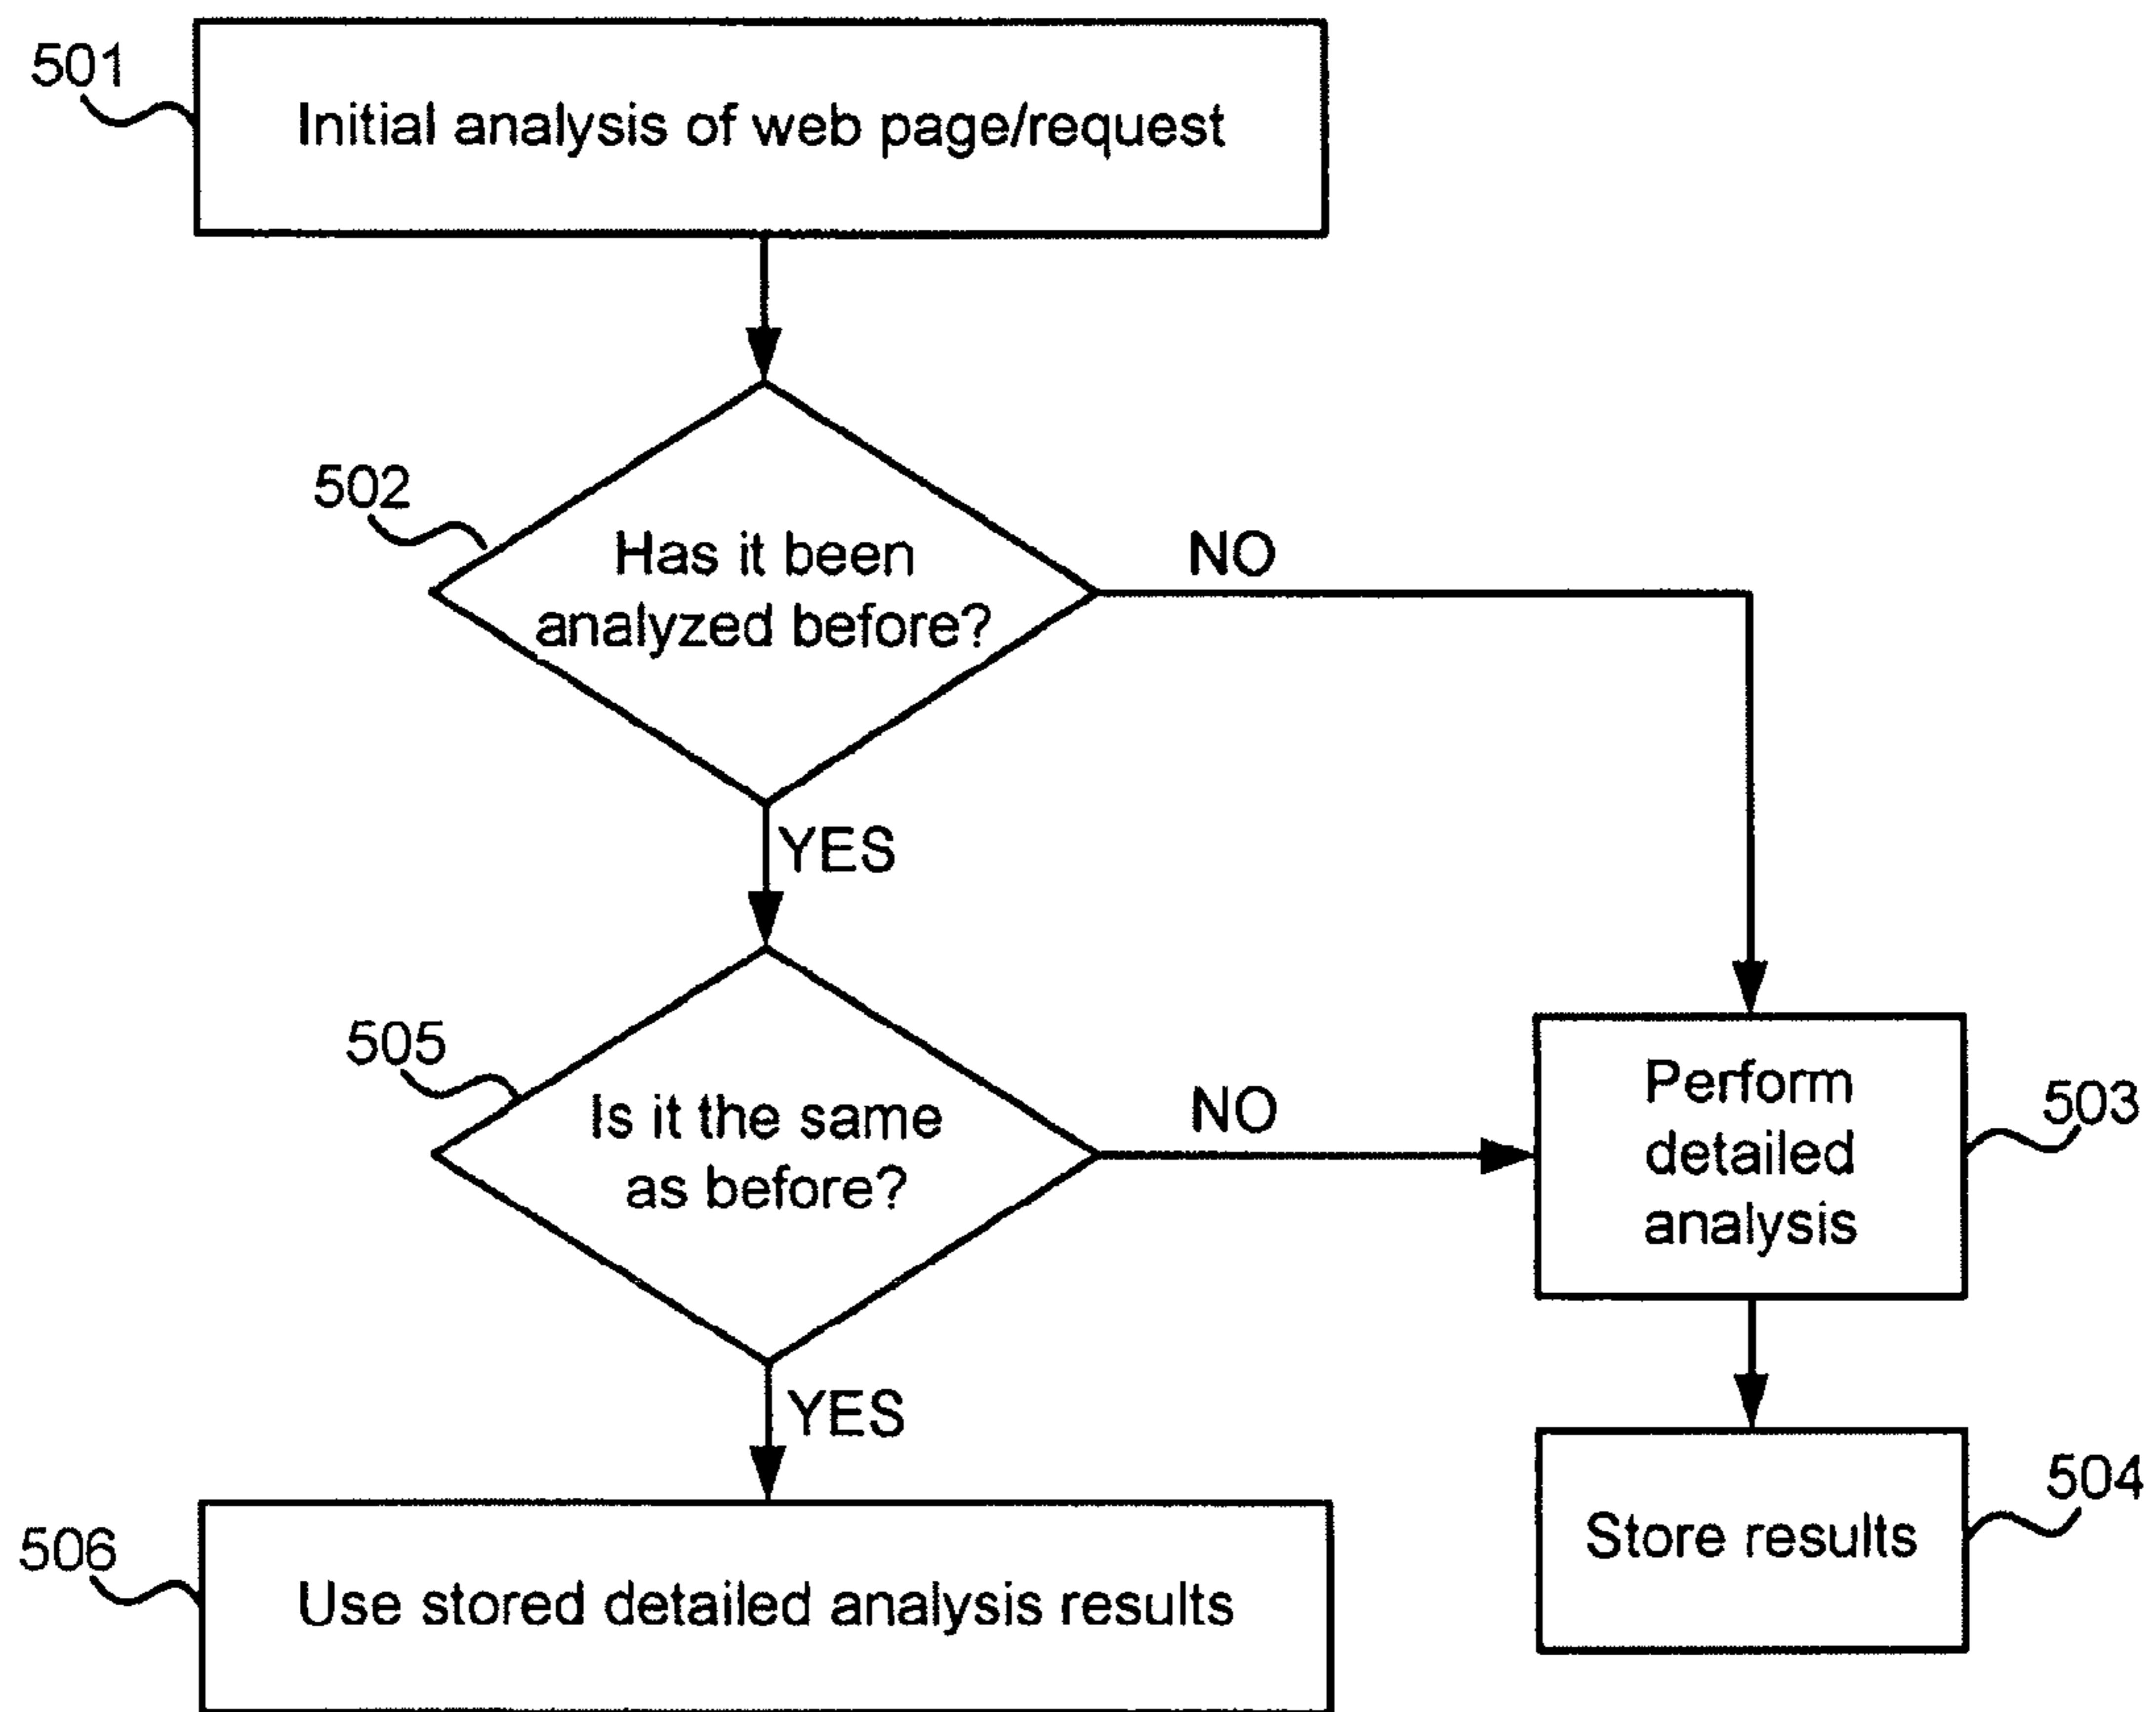 501
Initial analysis of web page/request
502
Has it been
analyzed before?
NO
YES
505
Is it the same
as before?
NO
Perform
detailed
analysis
503
YES
504
Store results
506
Use stored detailed analysis results